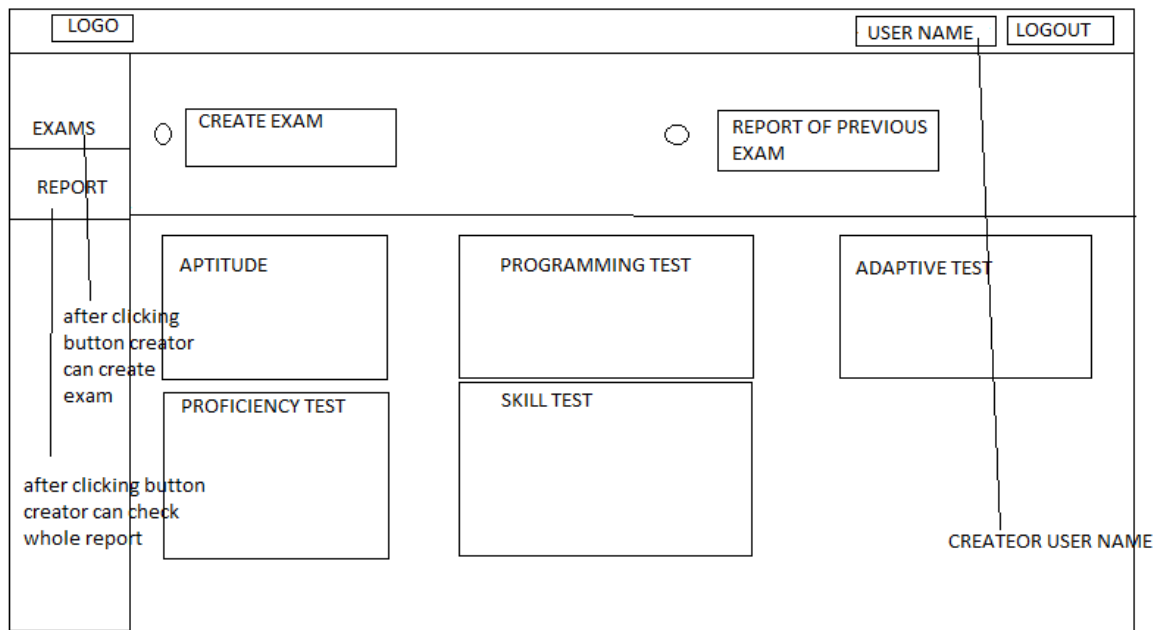 LOGO
USER NAME
LOGOUT
EXAMS
CREATE EXAM
REPORT OF PREVIOUS
EXAM
REPORT
APTITUDE
PROGRAMMING TEST
ADAPTIVE TEST
after clicking
button creator
can create
exam
PROFICIENCY TEST
SKILL TEST
after clicking button
creator can check
whole report
CREATEOR USER NAME